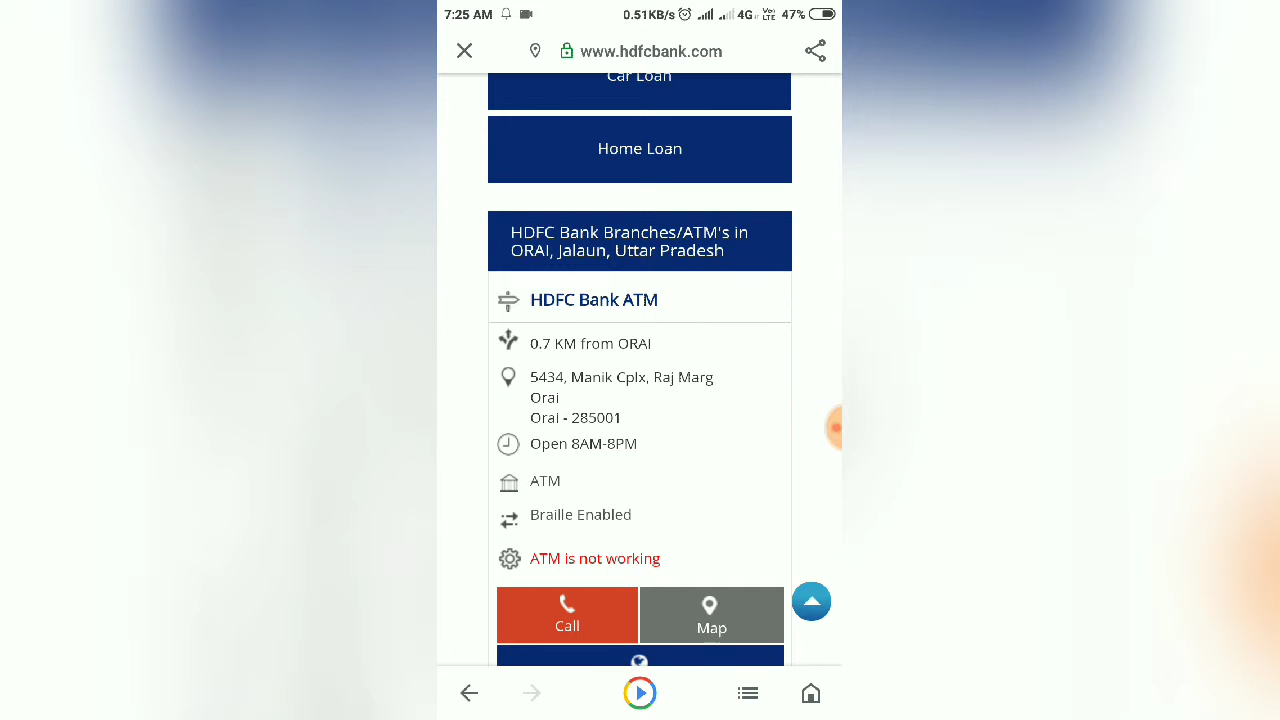 7:25 AM 0.51KB/s 4G Vo LTE 47%
www.hdfcbank.com
Car Loan
Home Loan
HDFC Bank Branches/ATM's in
ORAI, Jalaun, Uttar Pradesh
HDFC Bank ATM
0.7 KM from ORAI
5434, Manik Cplx, Raj Marg
Orai
Orai - 285001
Open 8AM-8PM
ATM
Braille Enabled
ATM is not working
Call Map